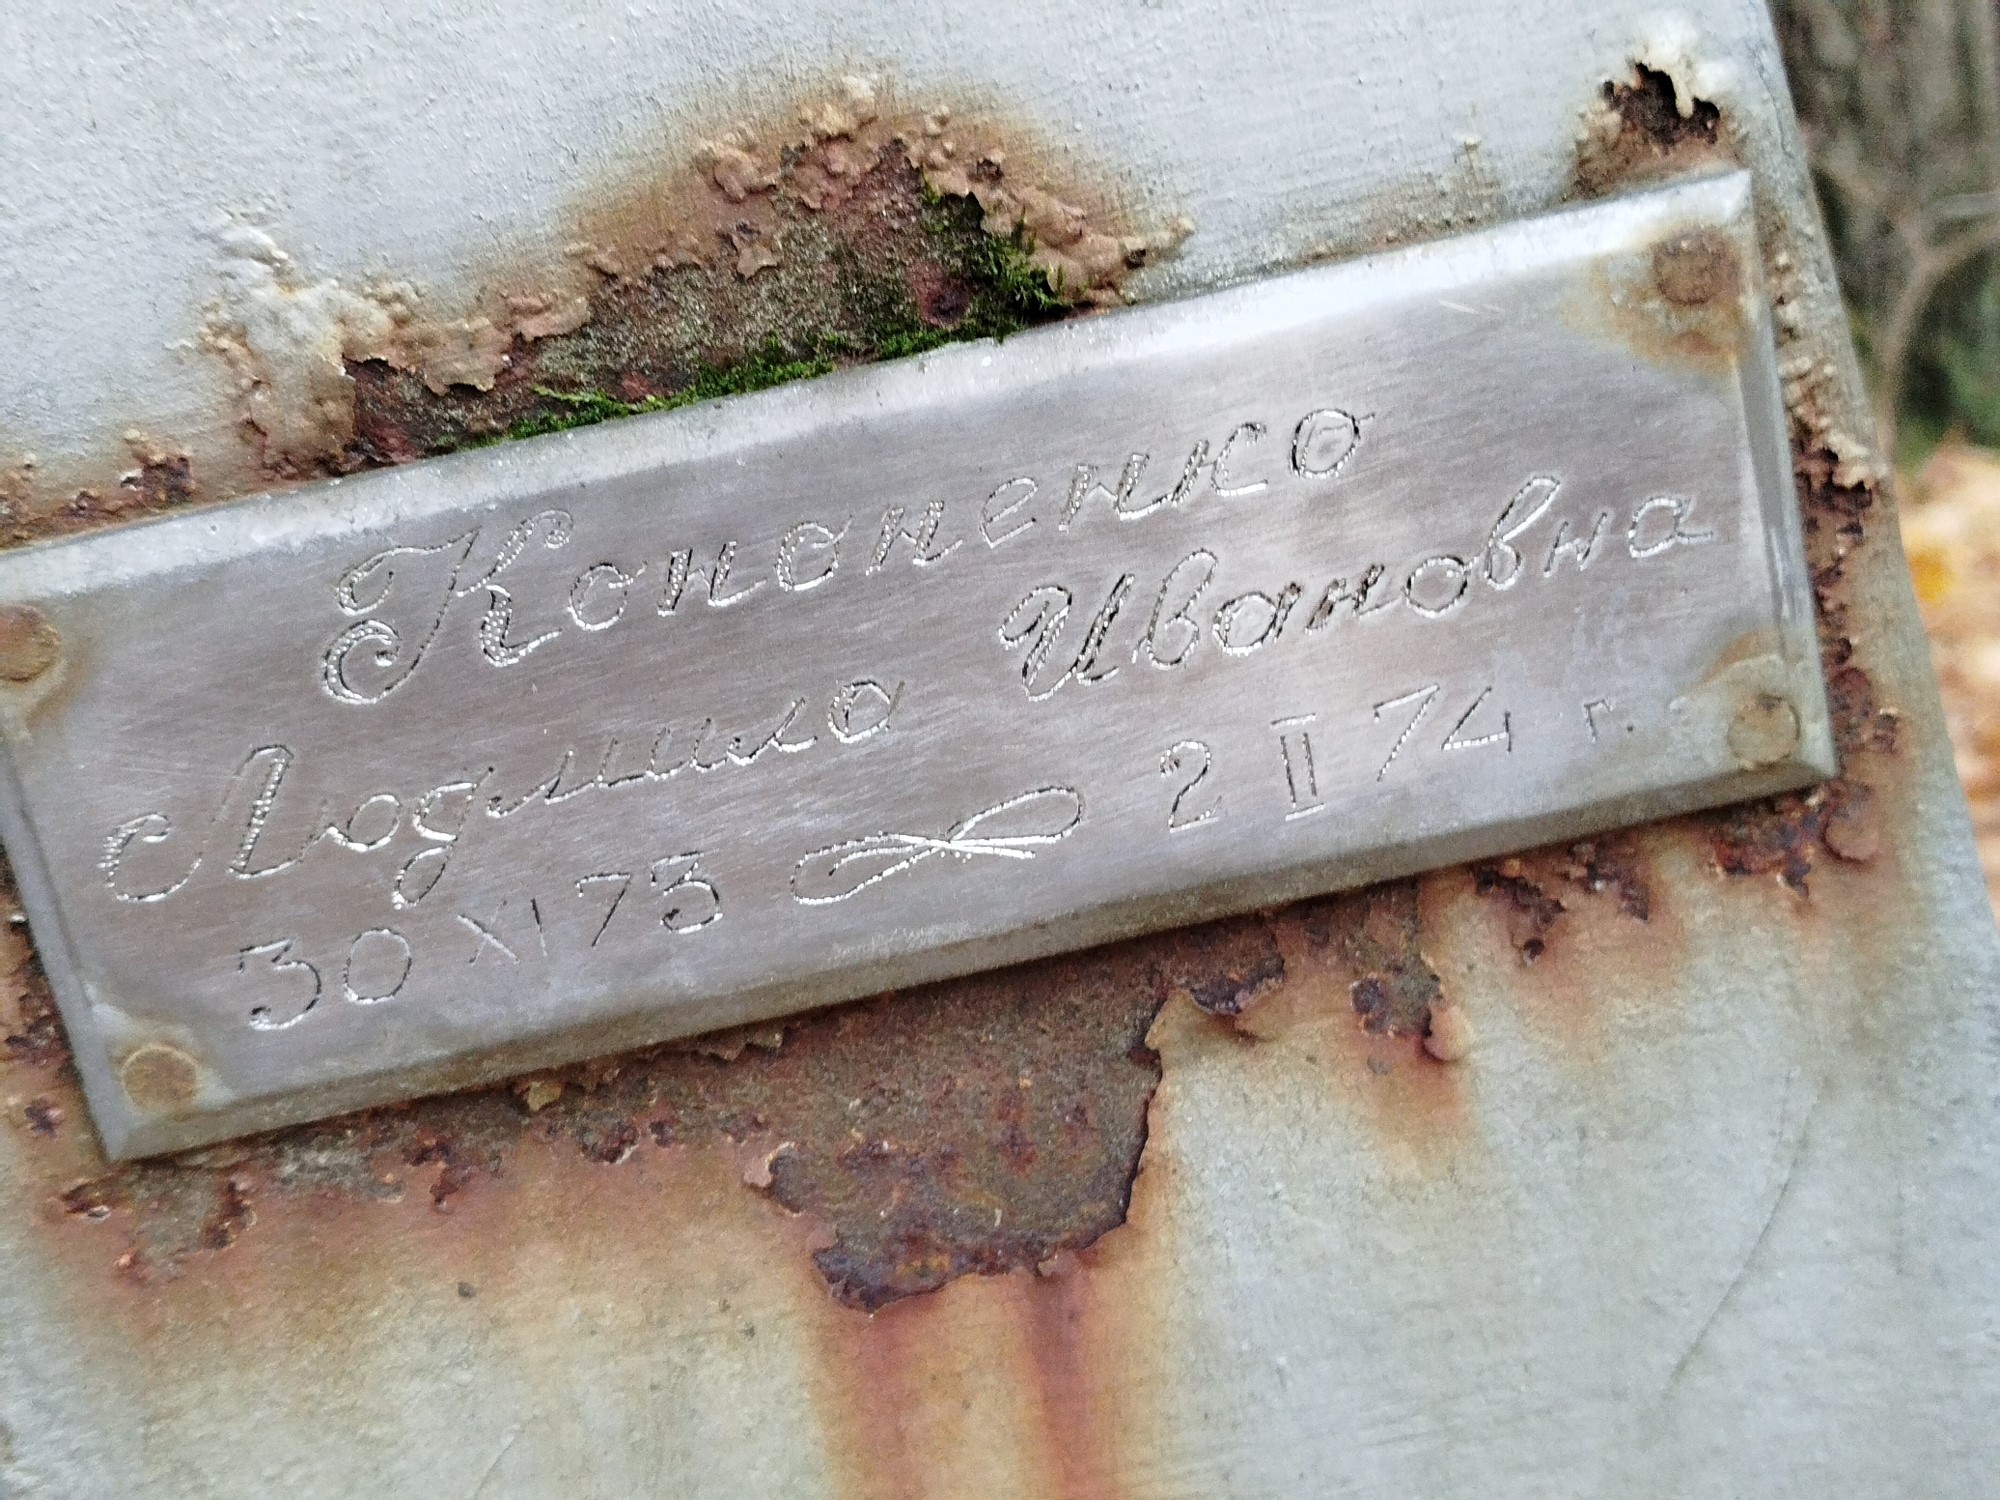 Кононенко
Людмила Ивановна
30 XI 73 2 II 74 г.